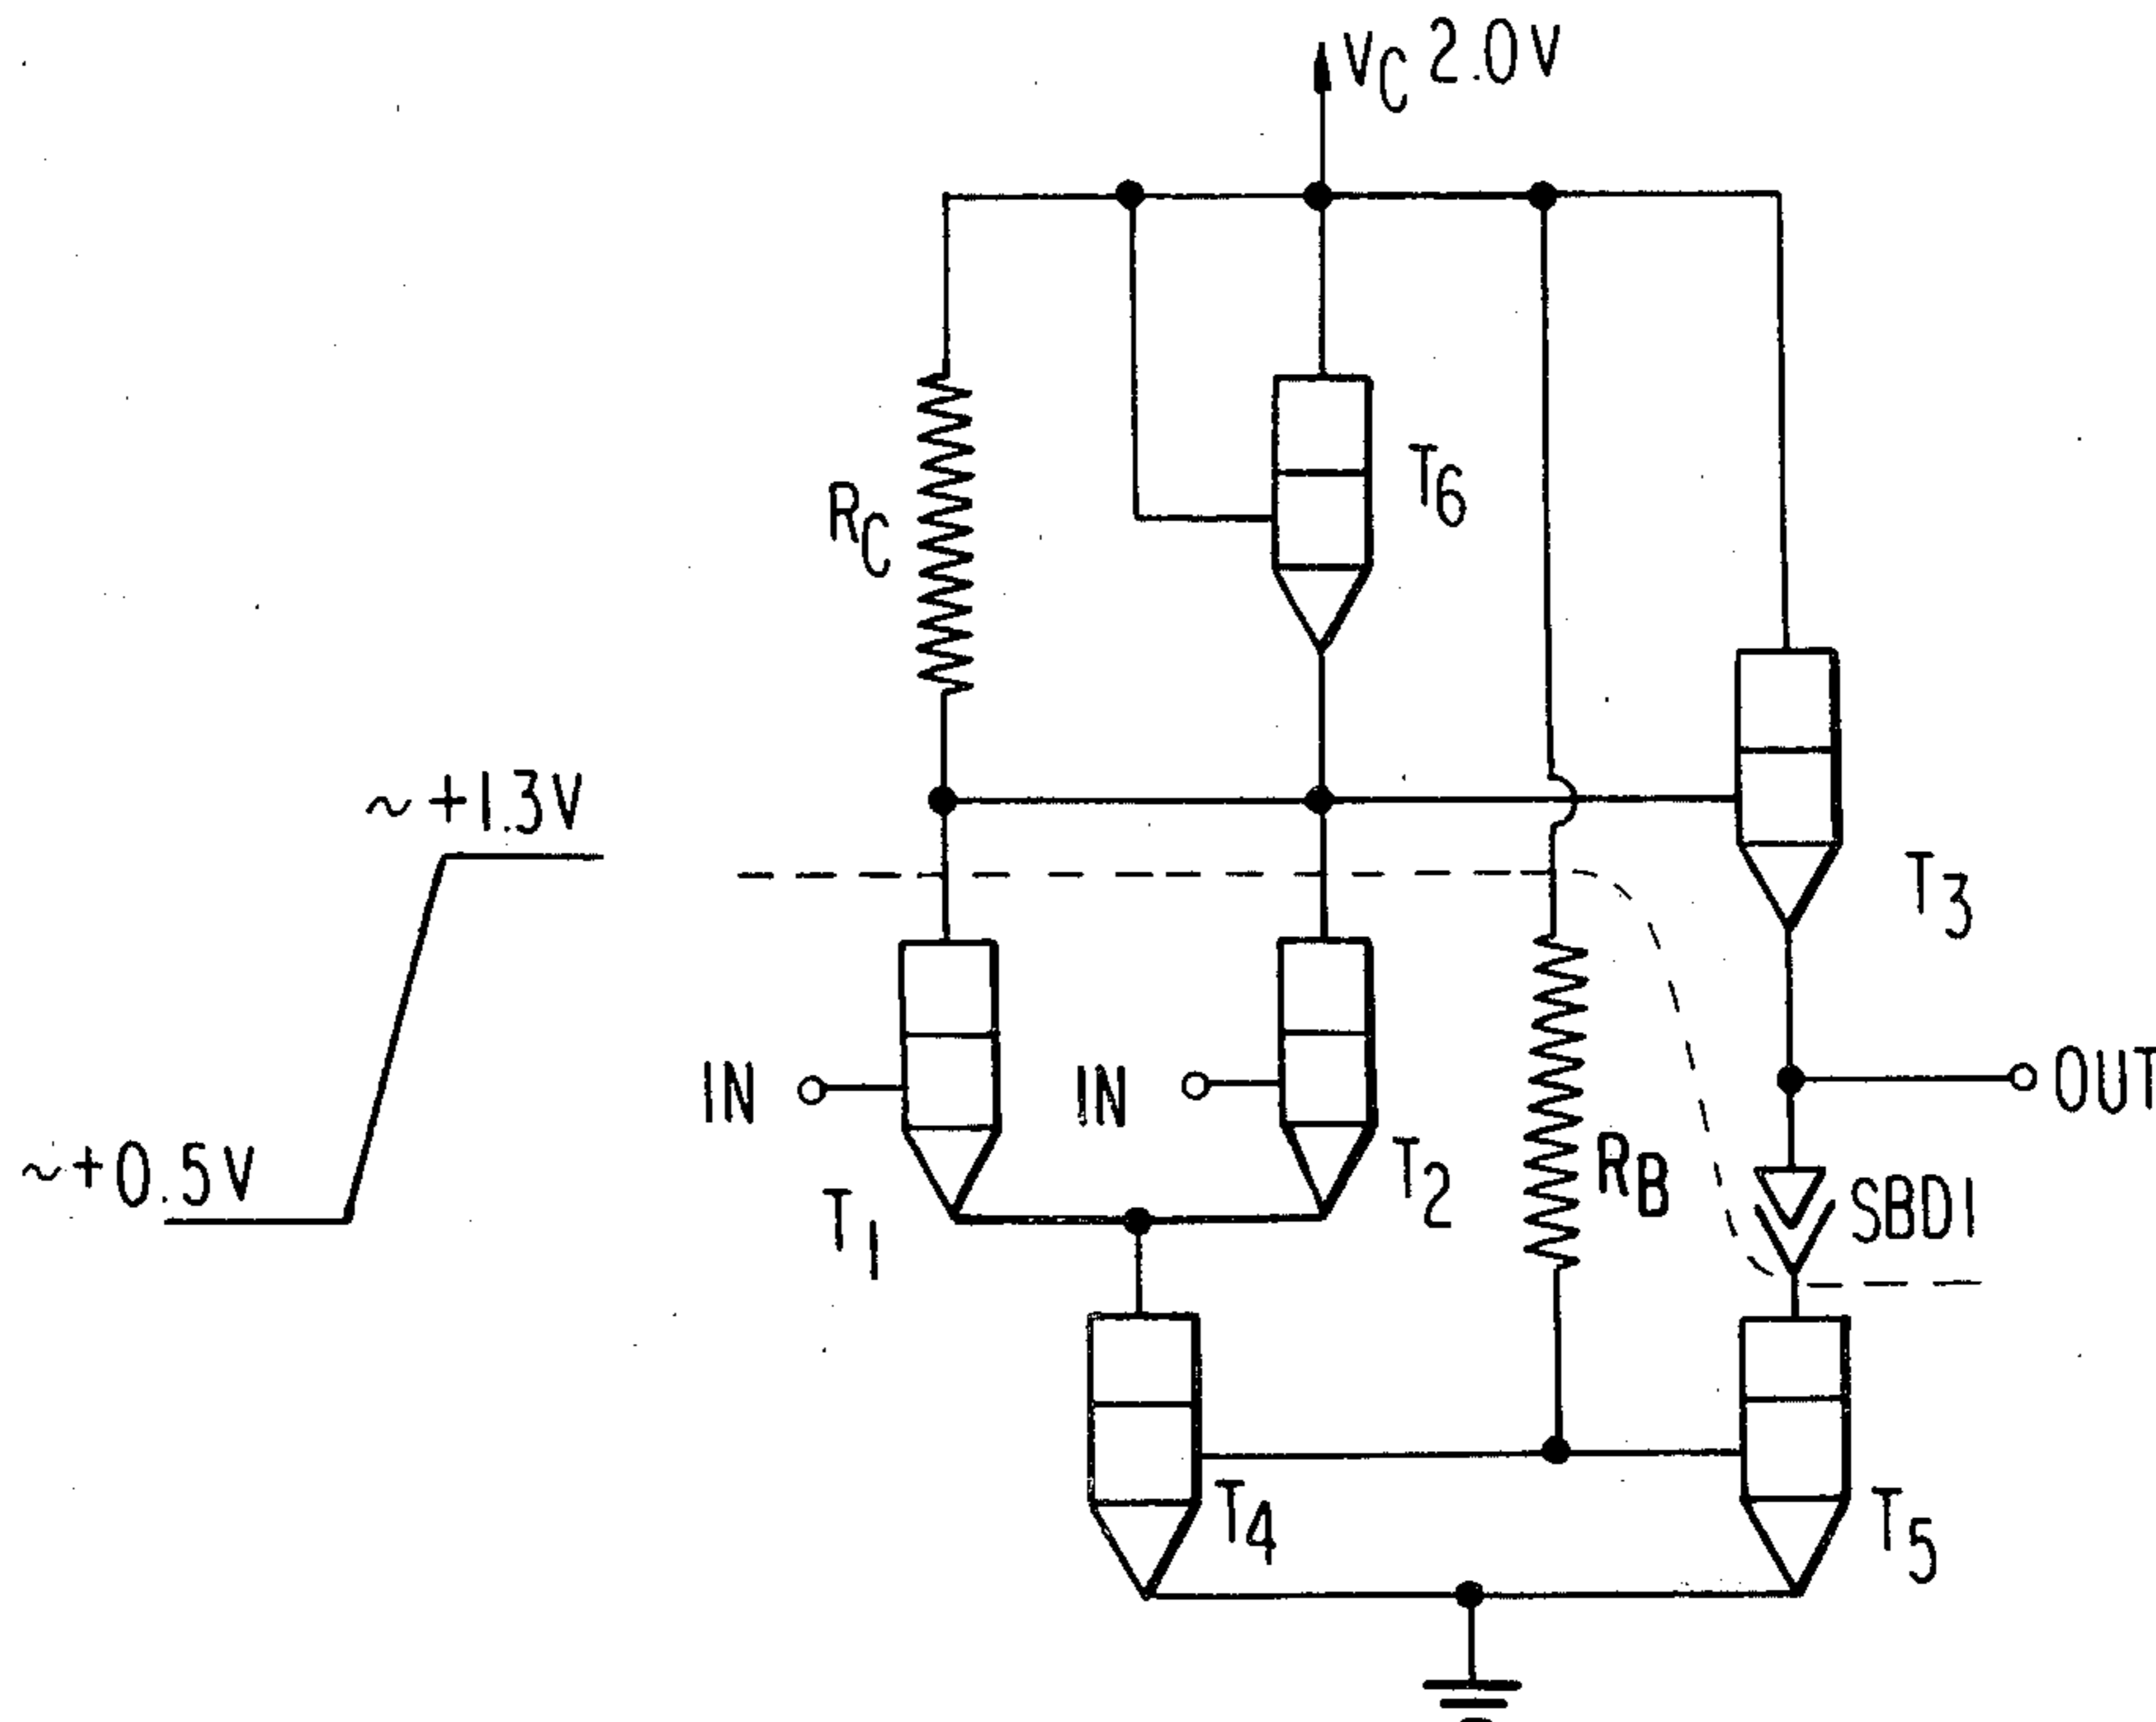 VC 2.0V
T6
RC
~+1.3V
T3
IN
IN
OUT
~+0.5V
T2
RB
SBD1
T1
T4
T5